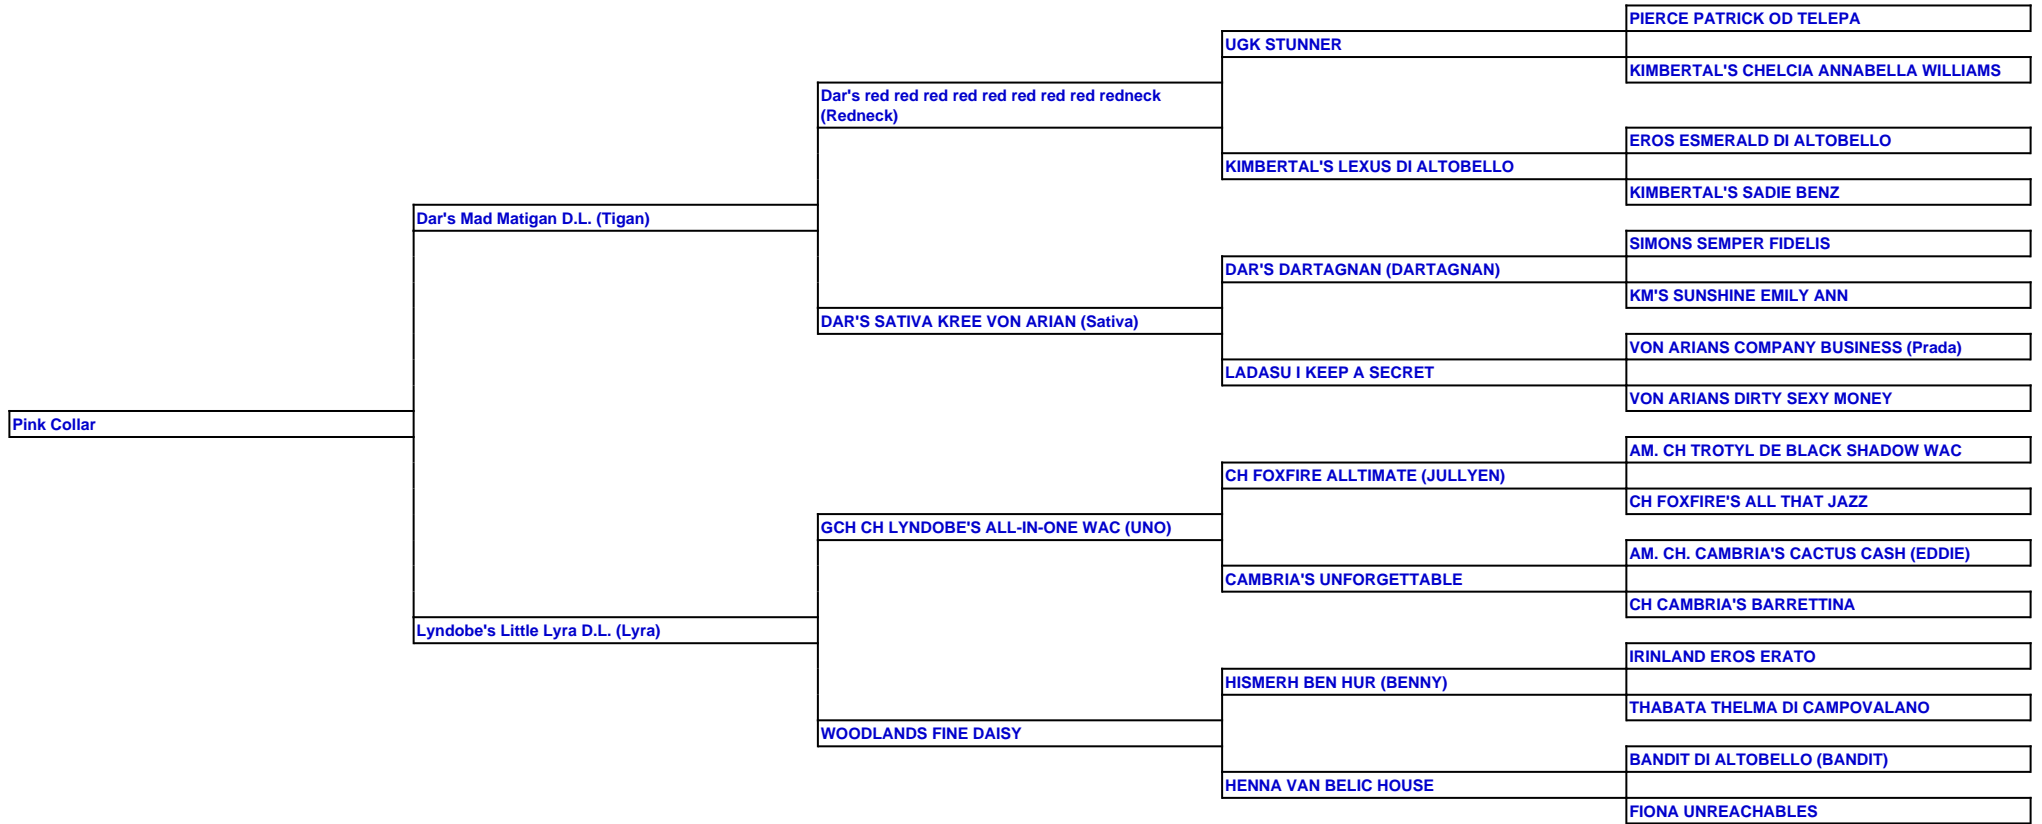 PIERCE PATRICK OD TELEPA
UGK STUNNER
KIMBERTAL'S CHELCIA ANNABELLA WILLIAMS
Dar's red red red red red red red red redneck
(Redneck)
EROS ESMERALD DI ALTOBELLO
KIMBERTAL'S LEXUS DI ALTOBELLO
KIMBERTAL'S SADIE BENZ
Dar's Mad Matigan D.L. (Tigan)
SIMONS SEMPER FIDELIS
DAR'S DARTAGNAN (DARTAGNAN)
KM'S SUNSHINE EMILY ANN
DAR'S SATIVA KREE VON ARIAN (Sativa)
VON ARIANS COMPANY BUSINESS (Prada)
LADASU I KEEP A SECRET
VON ARIANS DIRTY SEXY MONEY
Pink Collar
AM. CH TROTYL DE BLACK SHADOW WAC
CH FOXFIRE ALLTIMATE (JULLYEN)
CH FOXFIRE'S ALL THAT JAZZ
GCH CH LYNDOBE'S ALL-IN-ONE WAC (UNO)
AM. CH. CAMBRIA'S CACTUS CASH (EDDIE)
CAMBRIA'S UNFORGETTABLE
CH CAMBRIA'S BARRETTINA
Lyndobe's Little Lyra D.L. (Lyra)
IRINLAND EROS ERATO
HISMERH BEN HUR (BENNY)
THABATA THELMA DI CAMPOVALANO
WOODLANDS FINE DAISY
BANDIT DI ALTOBELLO (BANDIT)
HENNA VAN BELIC HOUSE
FIONA UNREACHABLES